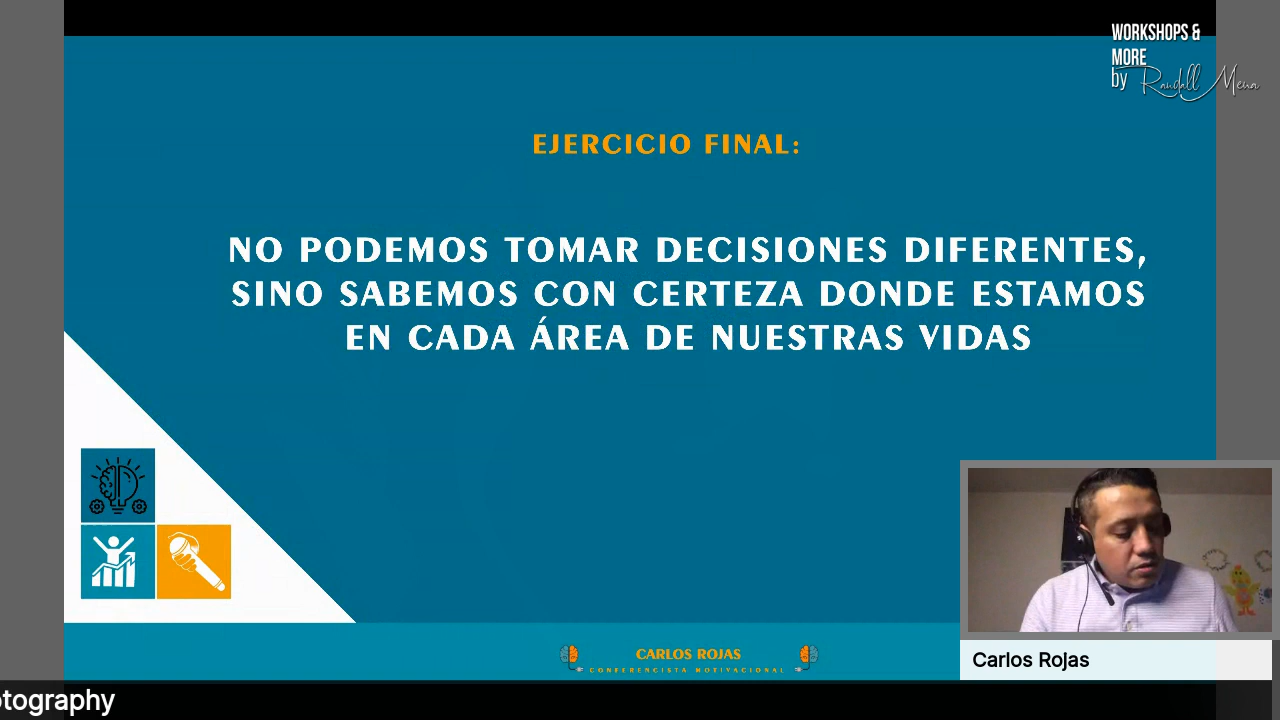 WORKSHOPS &
MORE
by Randall Mena
EJERCICIO FINAL:
NO PODEMOS TOMAR DECISIONES DIFERENTES,
SINO SABEMOS CON CERTEZA DONDE ESTAMOS
EN CADA ÁREA DE NUESTRAS VIDAS
CARLOS ROJAS
CONFERENCISTA MOTIVACIONAL
Carlos Rojas
otography